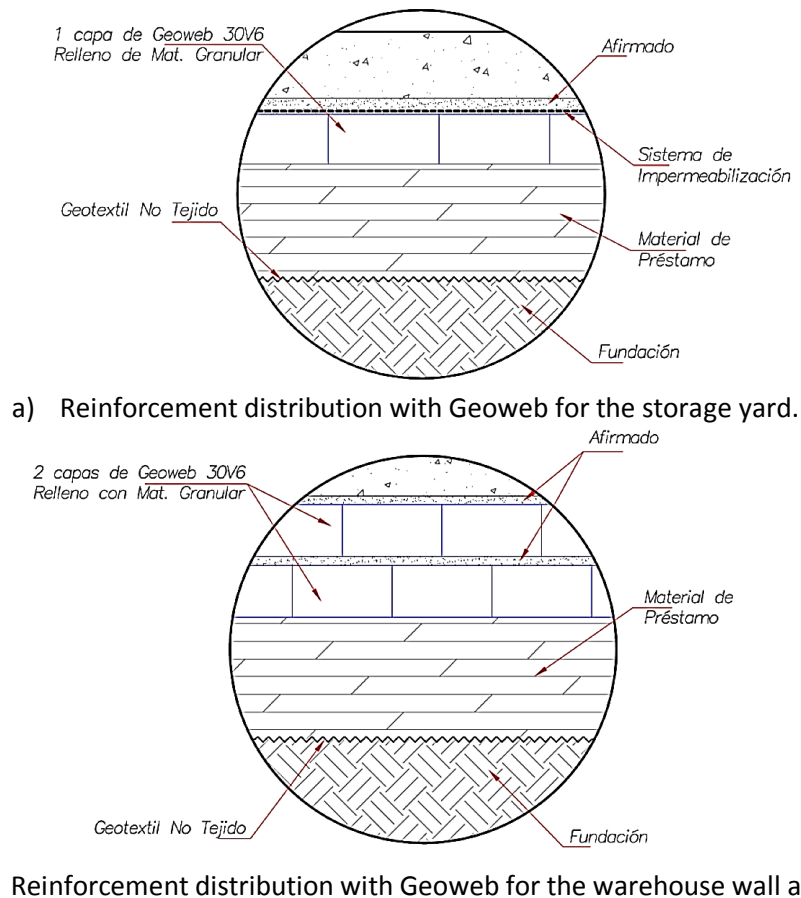 1 capa de Geoweb 30V6
Relleno de Mat. Granular
Afirmado
Sistema de
Impermeabilización
Geotextil No Tejido
Material de
Préstamo
Fundación
a) Reinforcement distribution with Geoweb for the storage yard.
Afirmado
2 capas de Geoweb 30V6
Relleno con Mat. Granular
Material de
Préstamo
Geotextil No Tejido
Fundación
Reinforcement distribution with Geoweb for the warehouse wall a